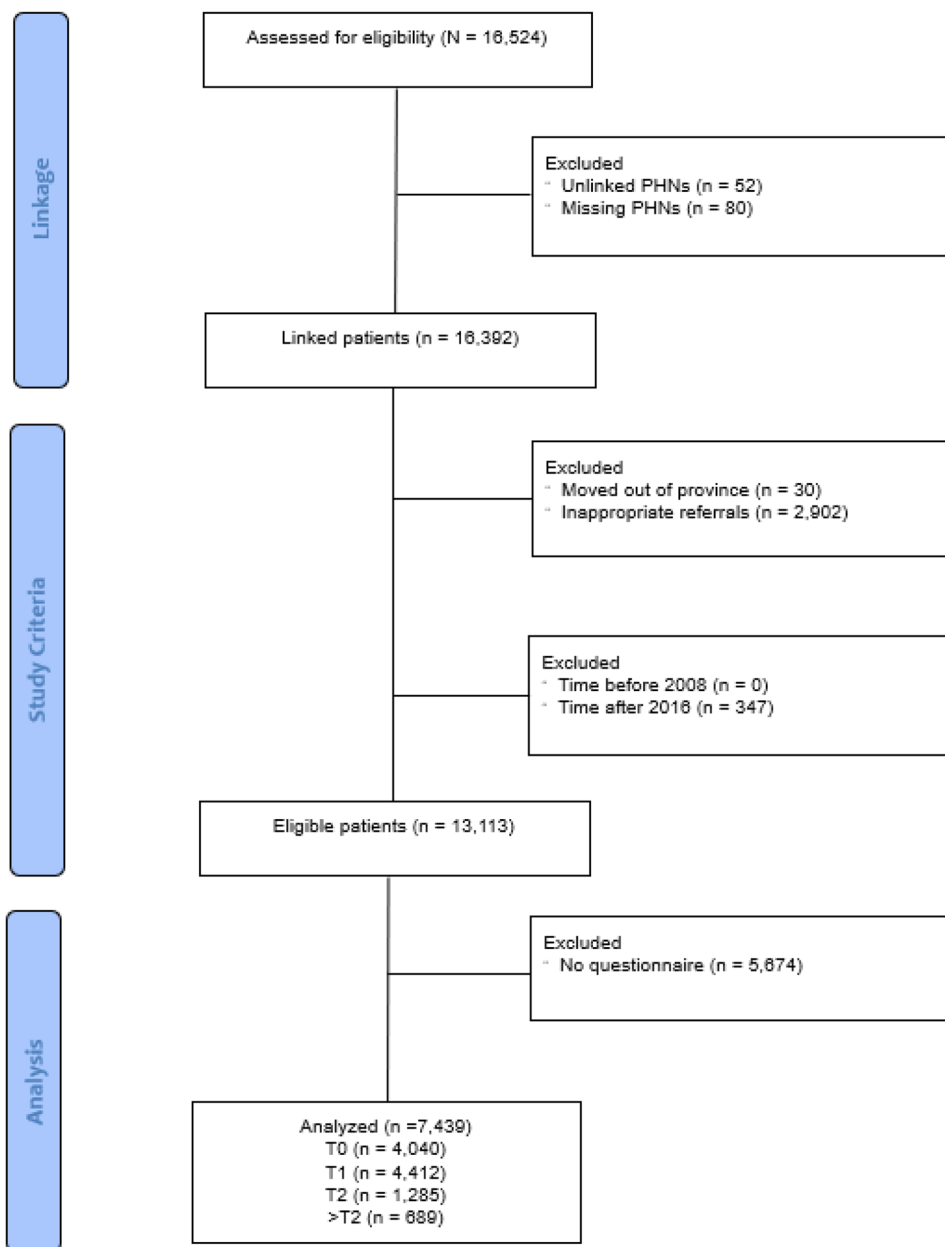 Assessed for eligibility (N = 16,524)
Linkage
Excluded
Unlinked PHNs (n = 52)
Missing PHNs (n = 80)
Linked patients (n = 16,392)
Study Criteria
Excluded
Moved out of province (n = 30)
Inappropriate referrals (n = 2,902)
Excluded
Time before 2008 (n = 0)
Time after 2016 (n = 347)
Eligible patients (n = 13,113)
Analysis
Excluded
No questionnaire (n = 5,674)
Analyzed (n =7,439)
T0 (n = 4,040)
T1 (n = 4,412)
T2 (n = 1,285)
>T2 (n = 689)